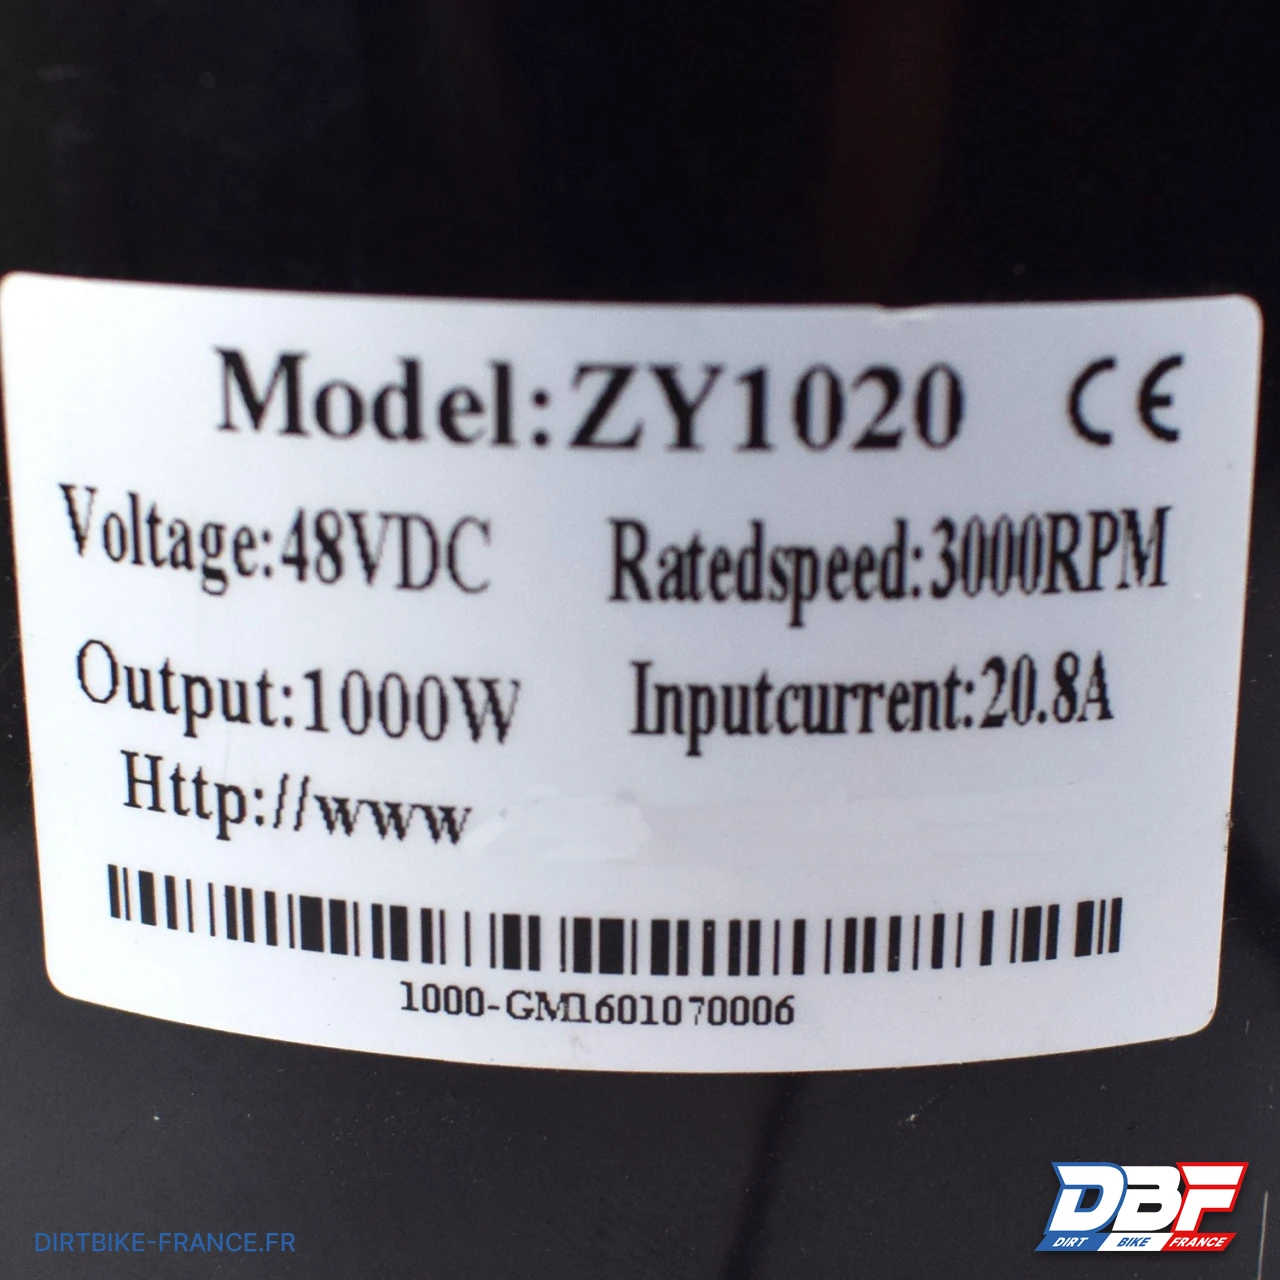 Model:ZY1020 CE
Voltage:48VDC Ratedspeed:3000RPM
Output:1000W Inputcurrent:20.8A
Http://www
1000-GM1601070006
DIRTBIKE-FRANCE.FR
DBF
DIRT BIKE FRANCE